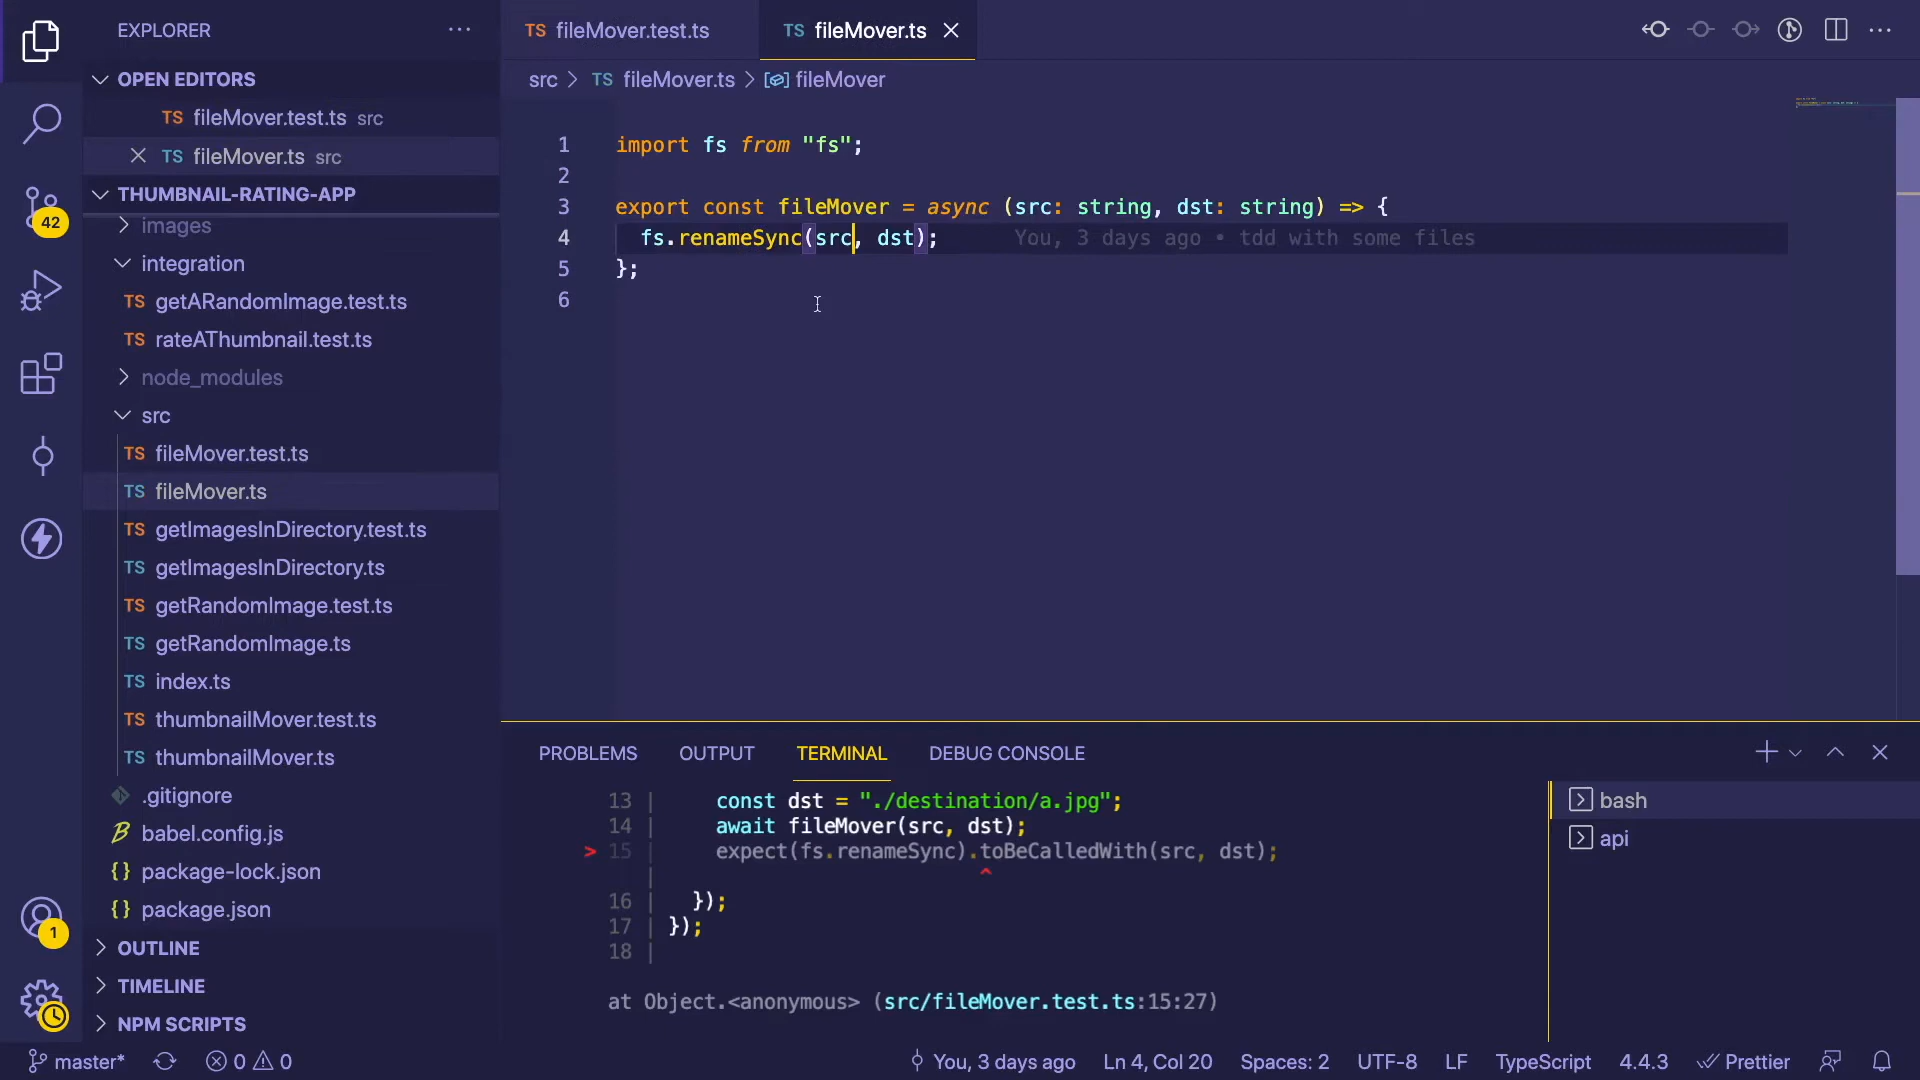 EXPLORER
OPEN EDITORS
TS fileMover.test.ts src
TS fileMover.ts src
THUMBNAIL-RATING-APP
images
integration
TS getARandomImage.test.ts
TS rateAThumbnail.test.ts
node_modules
src
TS fileMover.test.ts
TS fileMover.ts
TS getImagesInDirectory.test.ts
TS getImagesInDirectory.ts
TS getRandomImage.test.ts
TS getRandomImage.ts
TS index.ts
TS thumbnailMover.test.ts
TS thumbnailMover.ts
.gitignore
babel.config.js
{} package-lock.json
{} package.json
OUTLINE
TIMELINE
NPM SCRIPTS
42
1
TS fileMover.test.ts
TS fileMover.ts
src > TS fileMover.ts > fileMover
1 import fs from "fs";
2
3 export const fileMover = async (src: string, dst: string) => {
4 fs.renameSync(src, dst); You, 3 days ago • tdd with some files
5 };
6
PROBLEMS OUTPUT TERMINAL DEBUG CONSOLE
13 | const dst = "./destination/a.jpg";
14 | await fileMover(src, dst);
> 15 | expect(fs.renameSync).toBeCalledWith(src, dst);
| ^
16 | });
17 | });
18 |
at Object.<anonymous> (src/fileMover.test.ts:15:27)
bash
api
master* 0 0 You, 3 days ago Ln 4, Col 20 Spaces: 2 UTF-8 LF TypeScript 4.4.3 Prettier